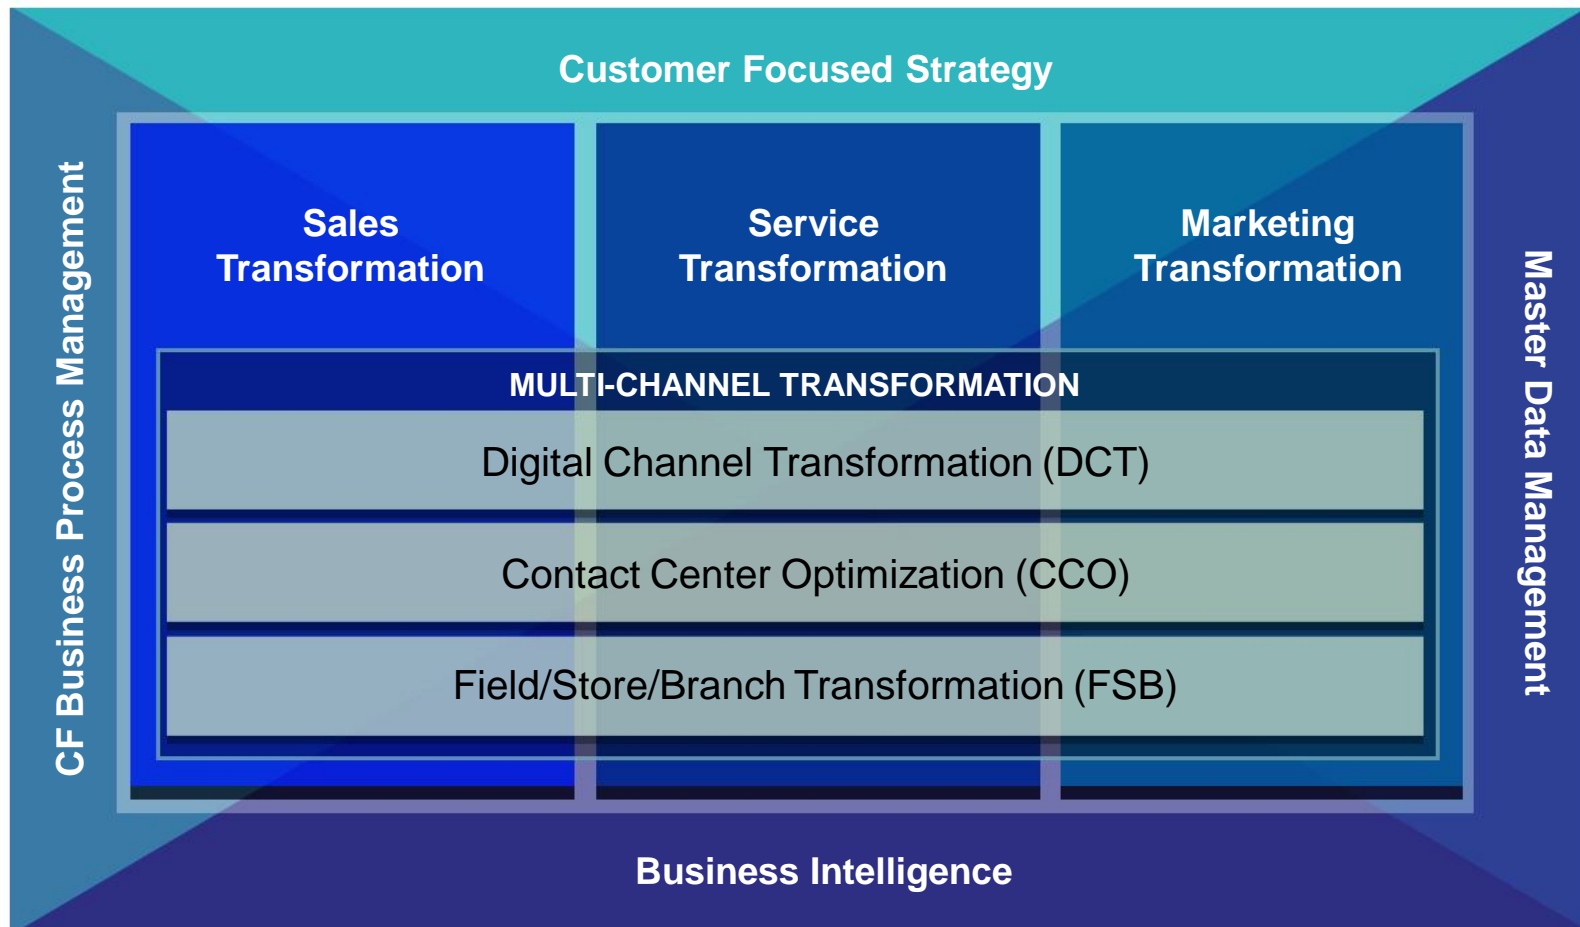 Customer Focused Strategy
CF Business Process Management
Sales
Transformation
Service
Transformation
Marketing
Transformation
Master Data Management
MULTI-CHANNEL TRANSFORMATION
Digital Channel Transformation (DCT)
Contact Center Optimization (CCO)
Field/Store/Branch Transformation (FSB)
Business Intelligence